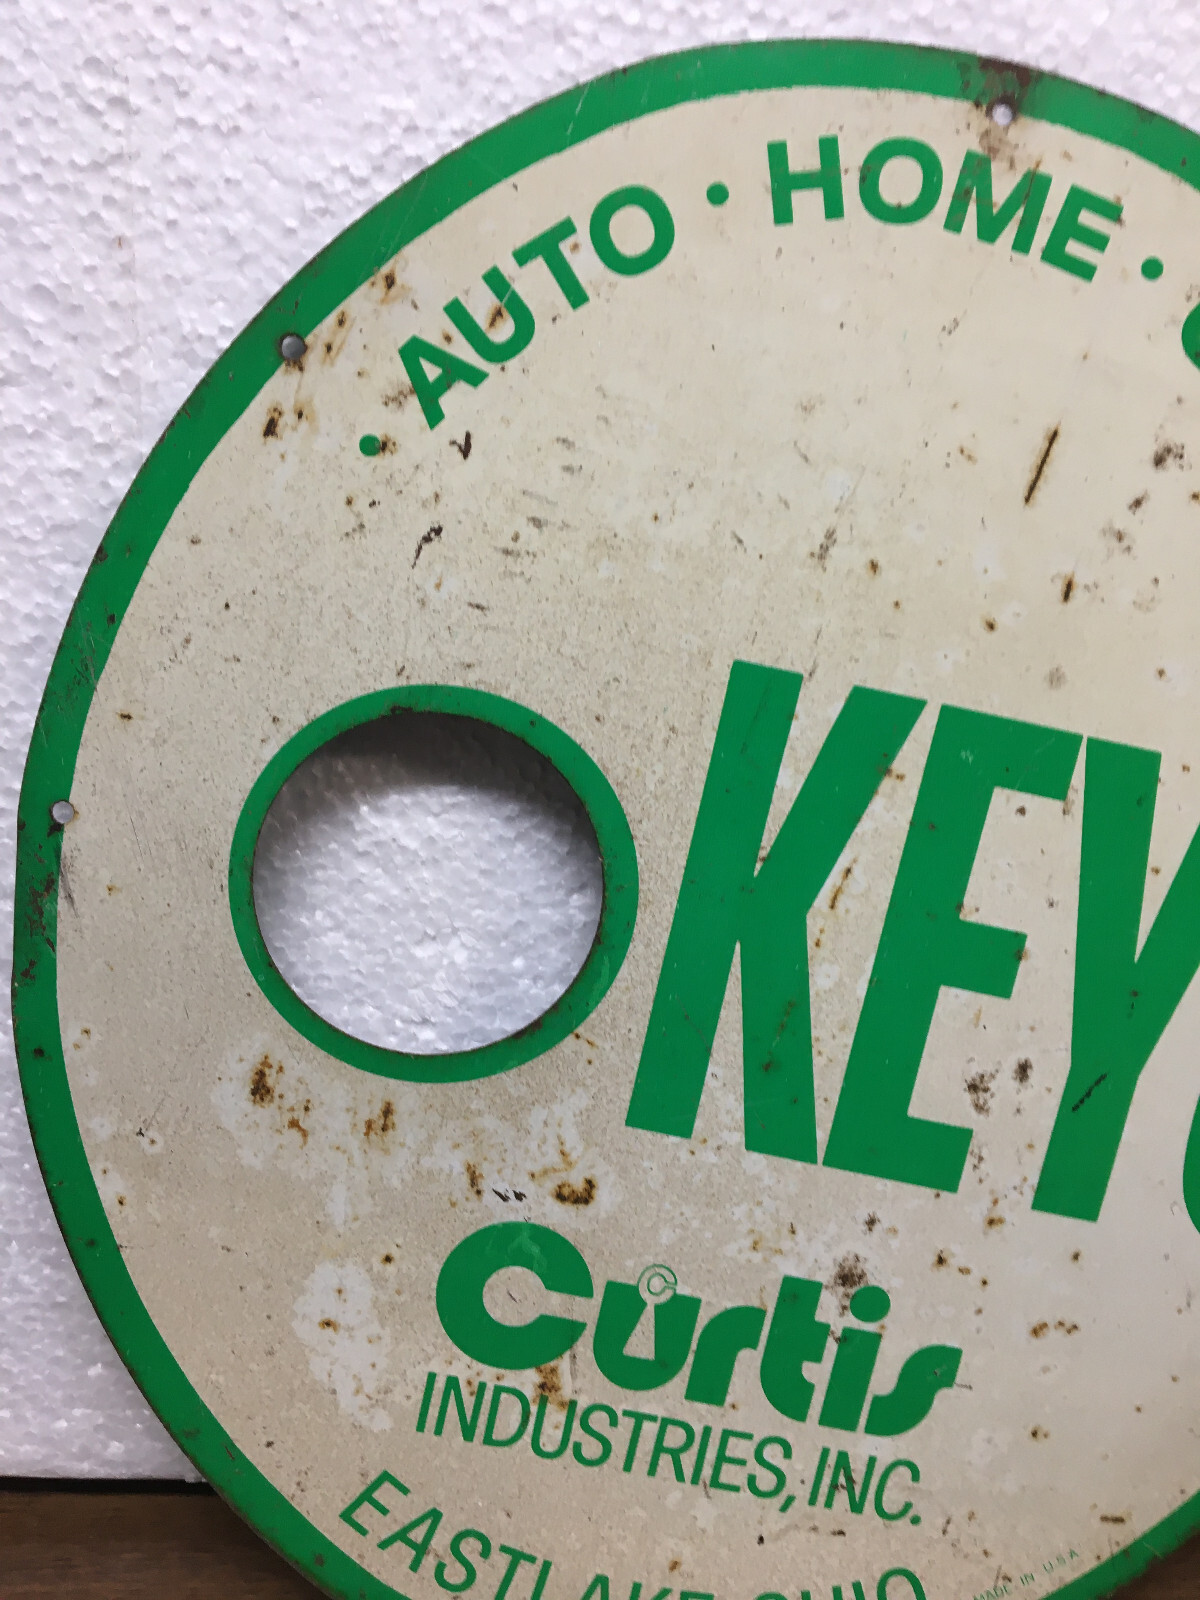 • AUTO • HOME •
KEY
Curtis
INDUSTRIES, INC.
EASTLAKE OHIO
MADE IN U.S.A